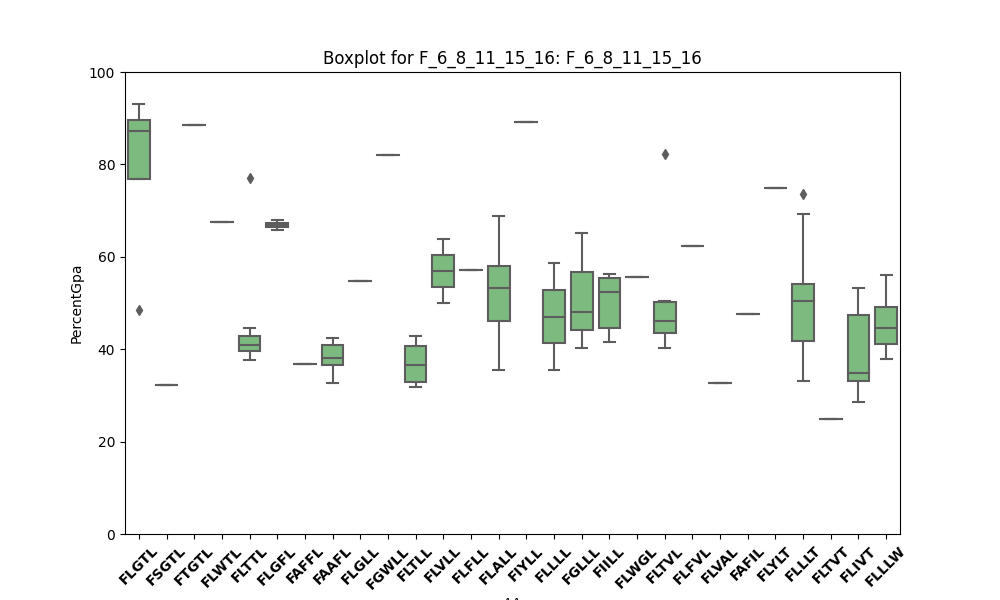 Boxplot for F_6_8_11_15_16: F_6_8_11_15_16
PercentGpa
100
80
60
40
20
0
FLGTL
FSGTL
FTGTL
FLWTL
FLTTL
FLGFL
FAFFL
FAAFL
FLGLL
FGWLL
FLTLL
FLVLL
FLFLL
FLALL
FIYLL
FLLLL
FGLLL
FIILL
FLWGL
FLTVL
FLFVL
FLVAL
FAFIL
FLYLT
FLLLT
FLTVT
FLIVT
FLLLW